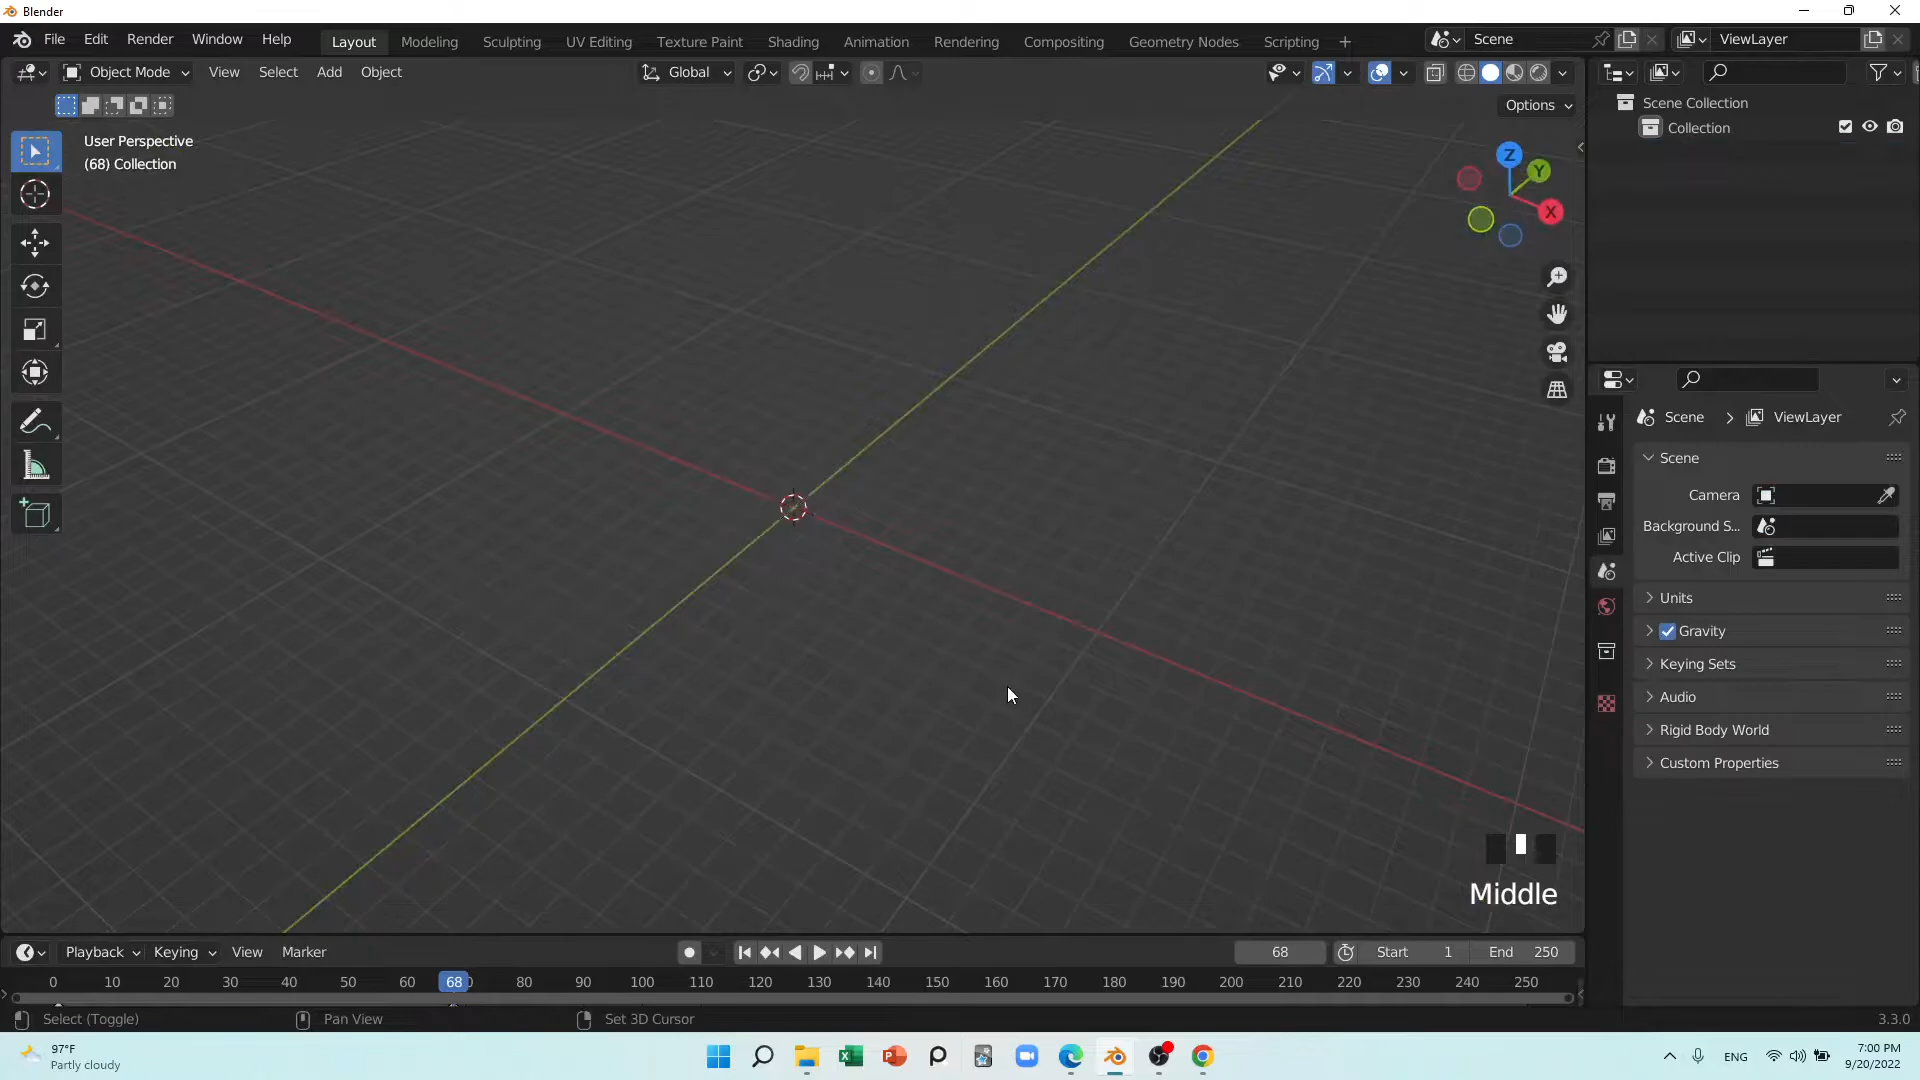 Blender
File Edit Render Window Help Layout Modeling Sculpting UV Editing Texture Paint Shading Animation Rendering Compositing Geometry Nodes Scripting + Scene ViewLayer
Object Mode View Select Add Object Global
Options
User Perspective
(68) Collection
Z
Y
X
Scene Collection
Collection
Scene > ViewLayer
Scene
Camera
Background S...
Active Clip
Units
Gravity
Keying Sets
Audio
Rigid Body World
Custom Properties
Middle
Playback Keying View Marker 68 Start 1 End 250
0 10 20 30 40 50 60 68 80 90 100 110 120 130 140 150 160 170 180 190 200 210 220 230 240 250
Select (Toggle) Pan View Set 3D Cursor 3.3.0
97°F
Partly cloudy
ENG
7:00 PM
9/20/2022